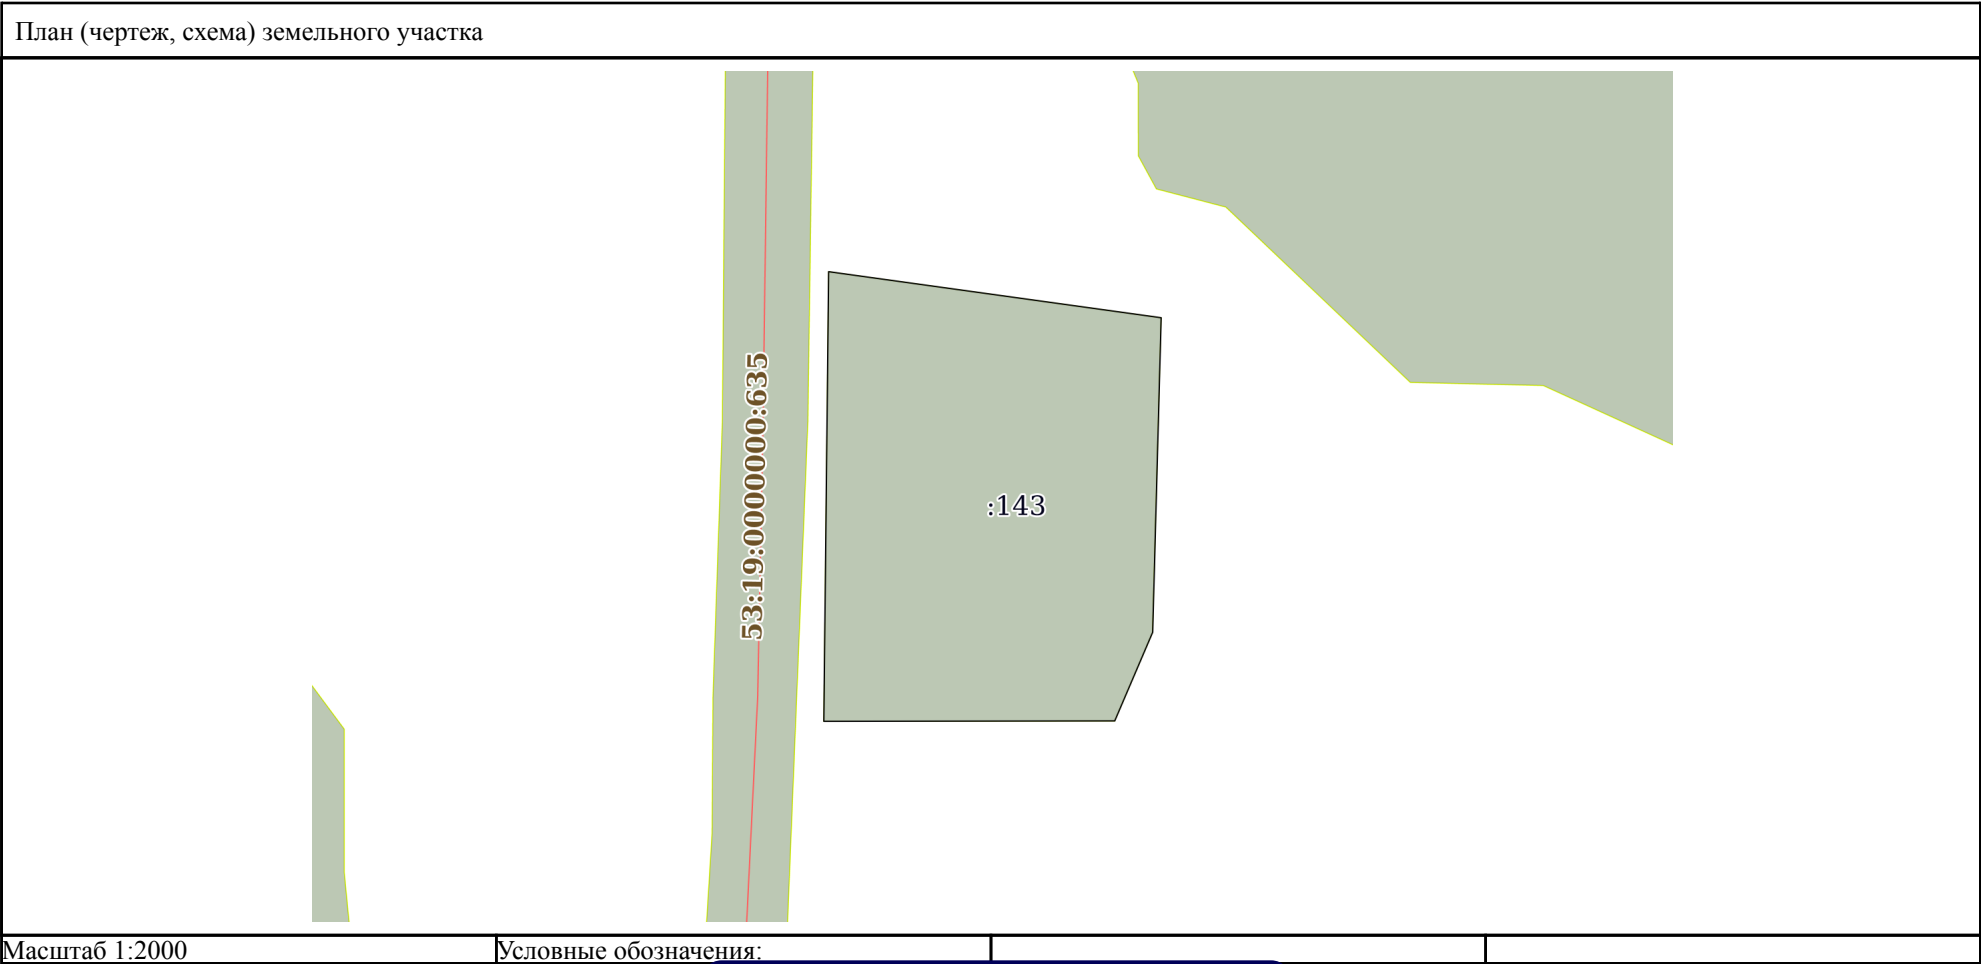 План (чертеж, схема) земельного участка
53:19:0000000:635
:143
Масштаб 1:2000
Условные обозначения: